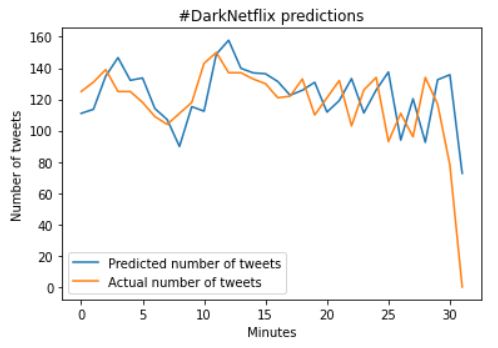 #DarkNetflix predictions
160
140
120
100
80
60
40
20
0
Number of tweets
Predicted number of tweets
Actual number of tweets
0 5 10 15 20 25 30
Minutes